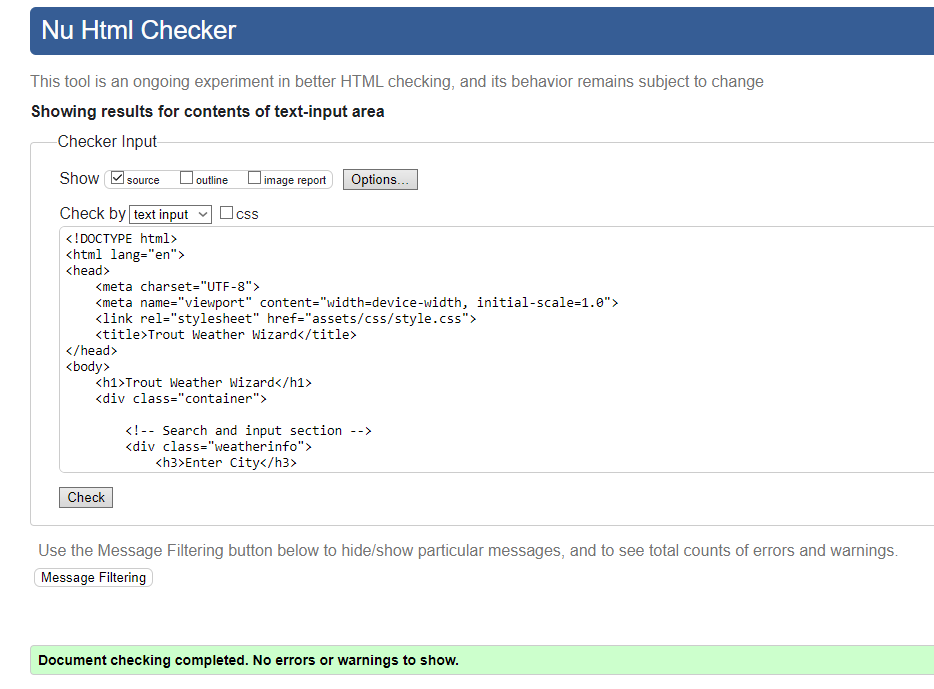 Nu Html Checker
This tool is an ongoing experiment in better HTML checking, and its behavior remains subject to change
Showing results for contents of text-input area
Checker Input
Show source outline image report Options...
Check by text input css
<!DOCTYPE html>
<html lang="en">
<head>
    <meta charset="UTF-8">
    <meta name="viewport" content="width=device-width, initial-scale=1.0">
    <link rel="stylesheet" href="assets/css/style.css">
    <title>Trout Weather Wizard</title>
</head>
<body>
    <h1>Trout Weather Wizard</h1>
    <div class="container">
        <!-- Search and input section -->
        <div class="weatherinfo">
            <h3>Enter City</h3>
Check
Use the Message Filtering button below to hide/show particular messages, and to see total counts of errors and warnings.
Message Filtering
Document checking completed. No errors or warnings to show.